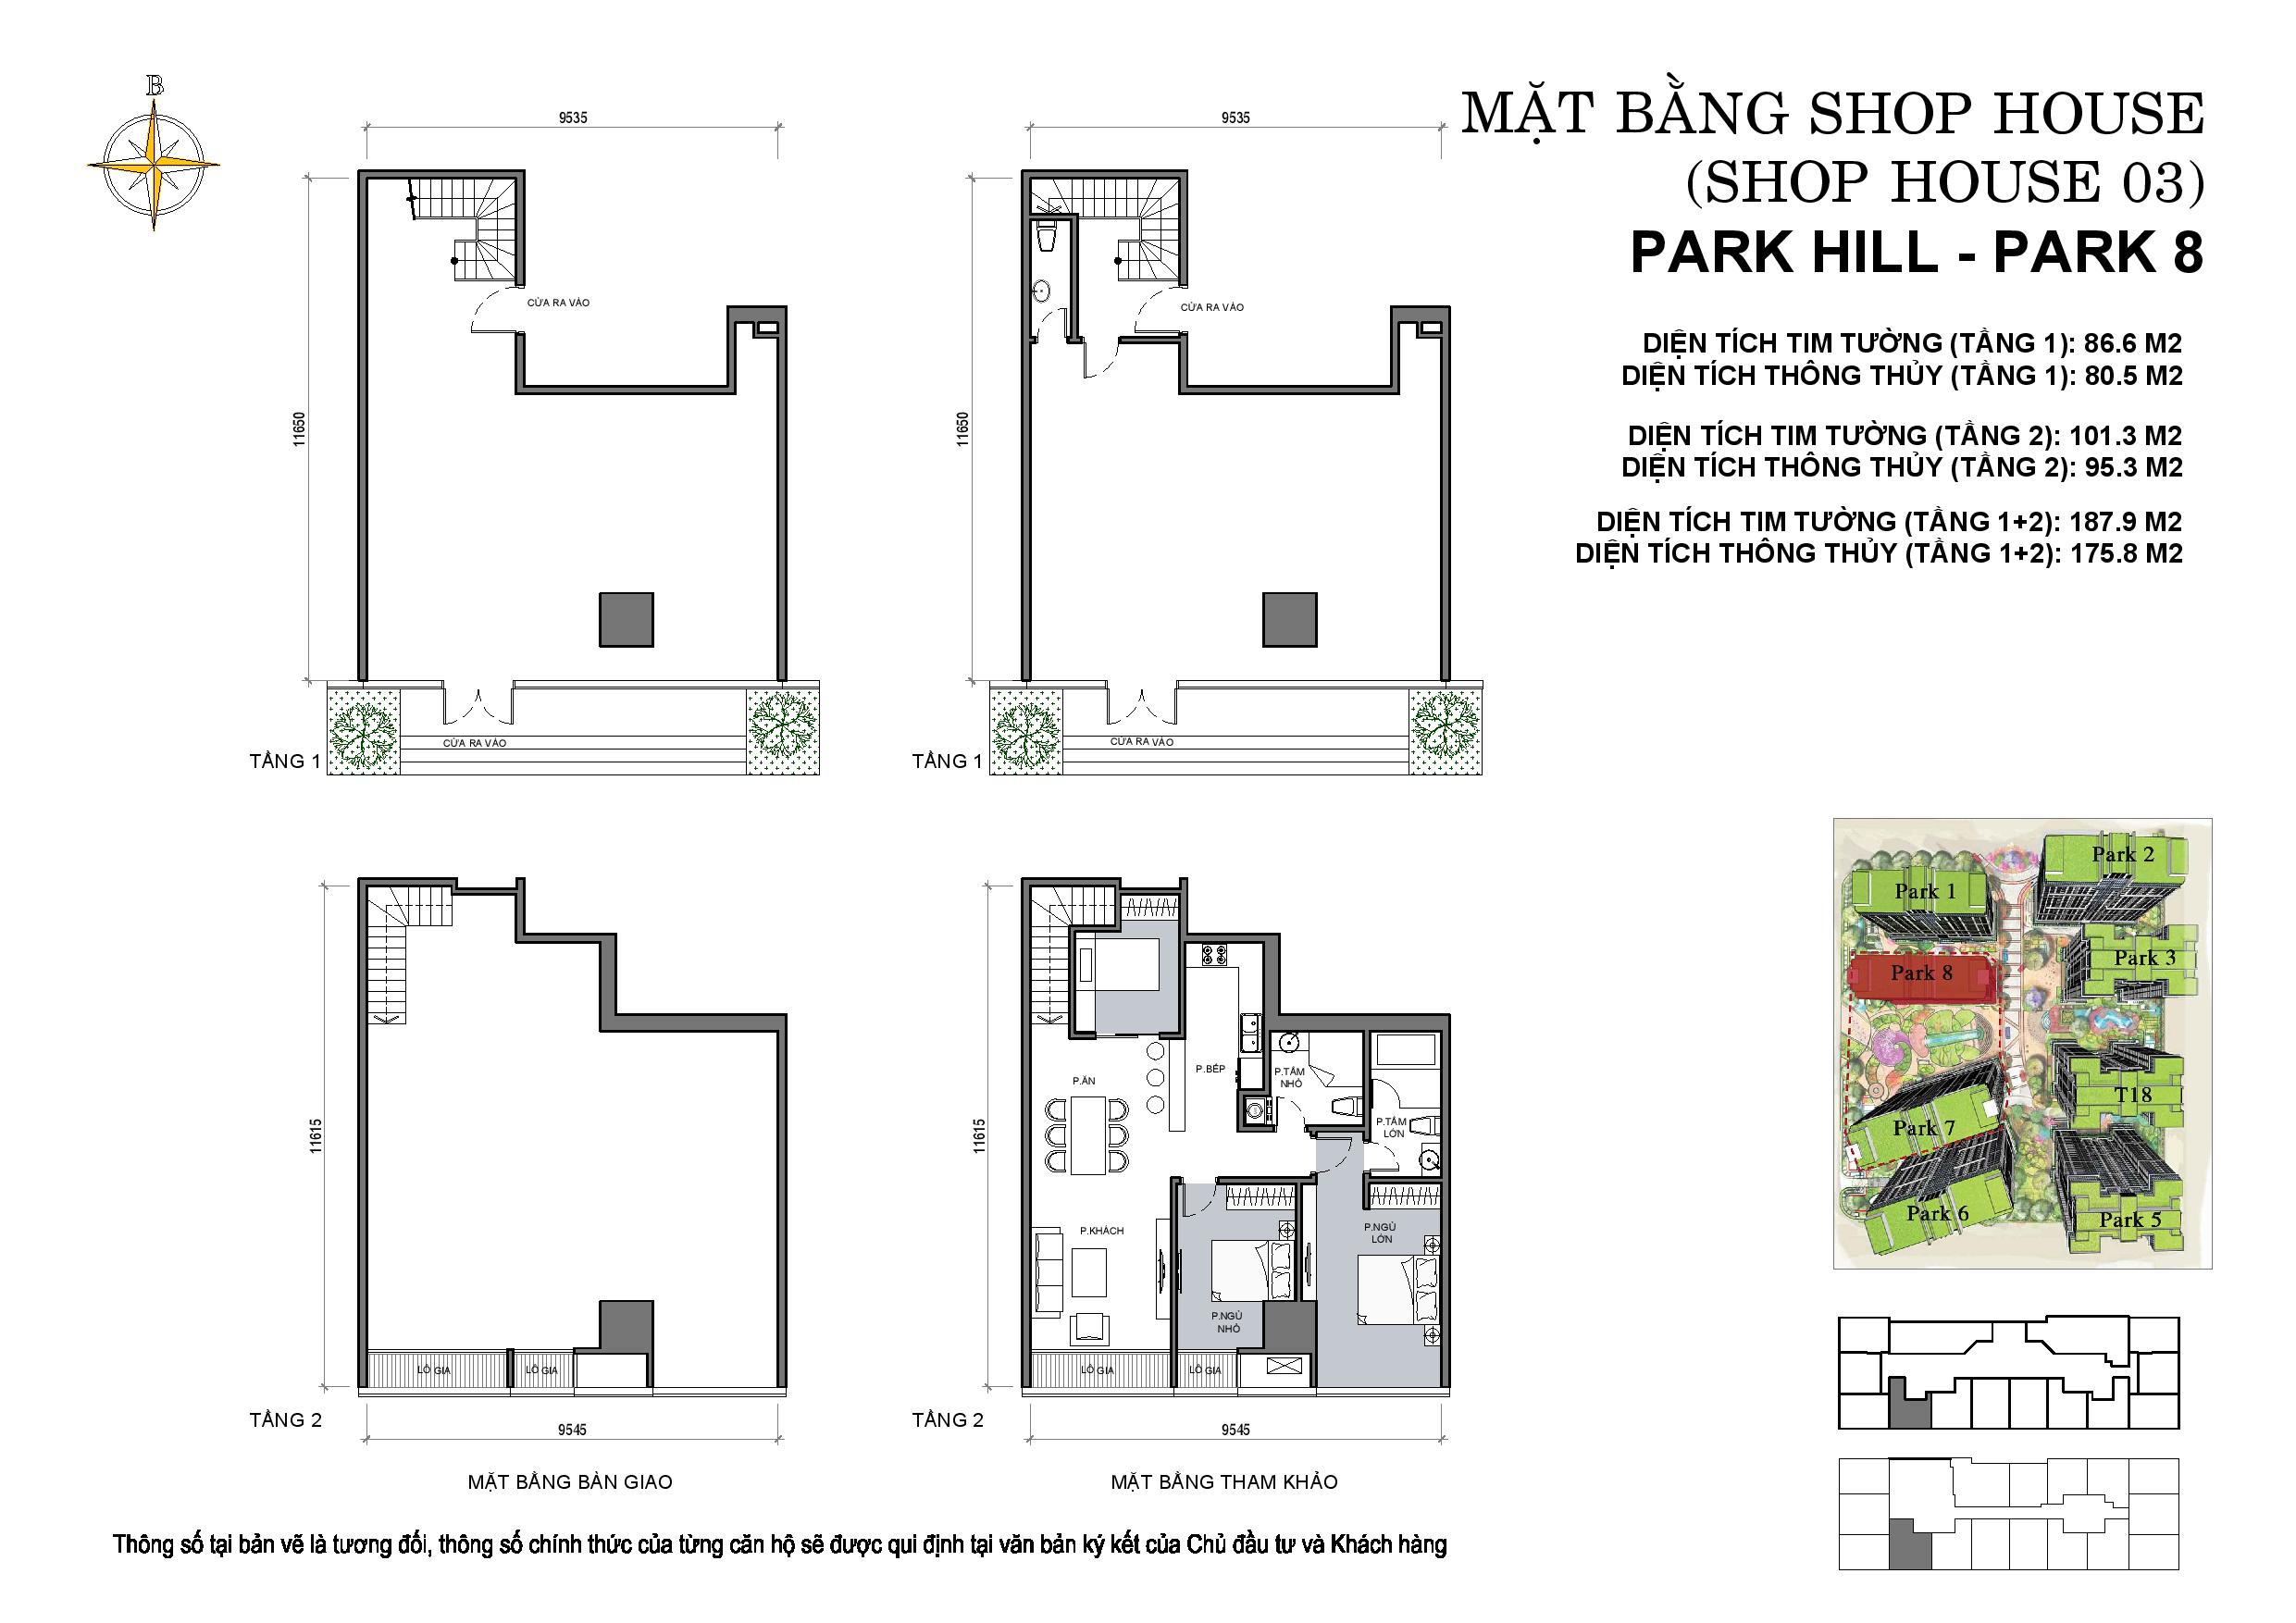 B
MẶT BẰNG SHOP HOUSE
(SHOP HOUSE 03)
PARK HILL - PARK 8
DIỆN TÍCH TIM TƯỜNG (TẦNG 1): 86.6 M2
DIỆN TÍCH THÔNG THỦY (TẦNG 1): 80.5 M2
DIỆN TÍCH TIM TƯỜNG (TẦNG 2): 101.3 M2
DIỆN TÍCH THÔNG THỦY (TẦNG 2): 95.3 M2
DIỆN TÍCH TIM TƯỜNG (TẦNG 1+2): 187.9 M2
DIỆN TÍCH THÔNG THỦY (TẦNG 1+2): 175.8 M2
9535
11650
CỬA RA VÀO
CỬA RA VÀO
TẦNG 1
9535
11650
CỬA RA VÀO
CỬA RA VÀO
TẦNG 1
11615
LÔ GIA
LÔ GIA
TẦNG 2
9545
MẶT BẰNG BÀN GIAO
11615
P.BẾP
P.ĂN
P.TẮM
NHỎ
P.TẮM
LỚN
P.KHÁCH
P.NGỦ
LỚN
P.NGỦ
NHỎ
LÔ GIA
LÔ GIA
TẦNG 2
9545
MẶT BẰNG THAM KHẢO
Park 2
Park 1
Park 3
Park 8
T18
Park 7
Park 6
Park 5
Thông số tại bản vẽ là tương đối, thông số chính thức của từng căn hộ sẽ được qui định tại văn bản ký kết của Chủ đầu tư và Khách hàng